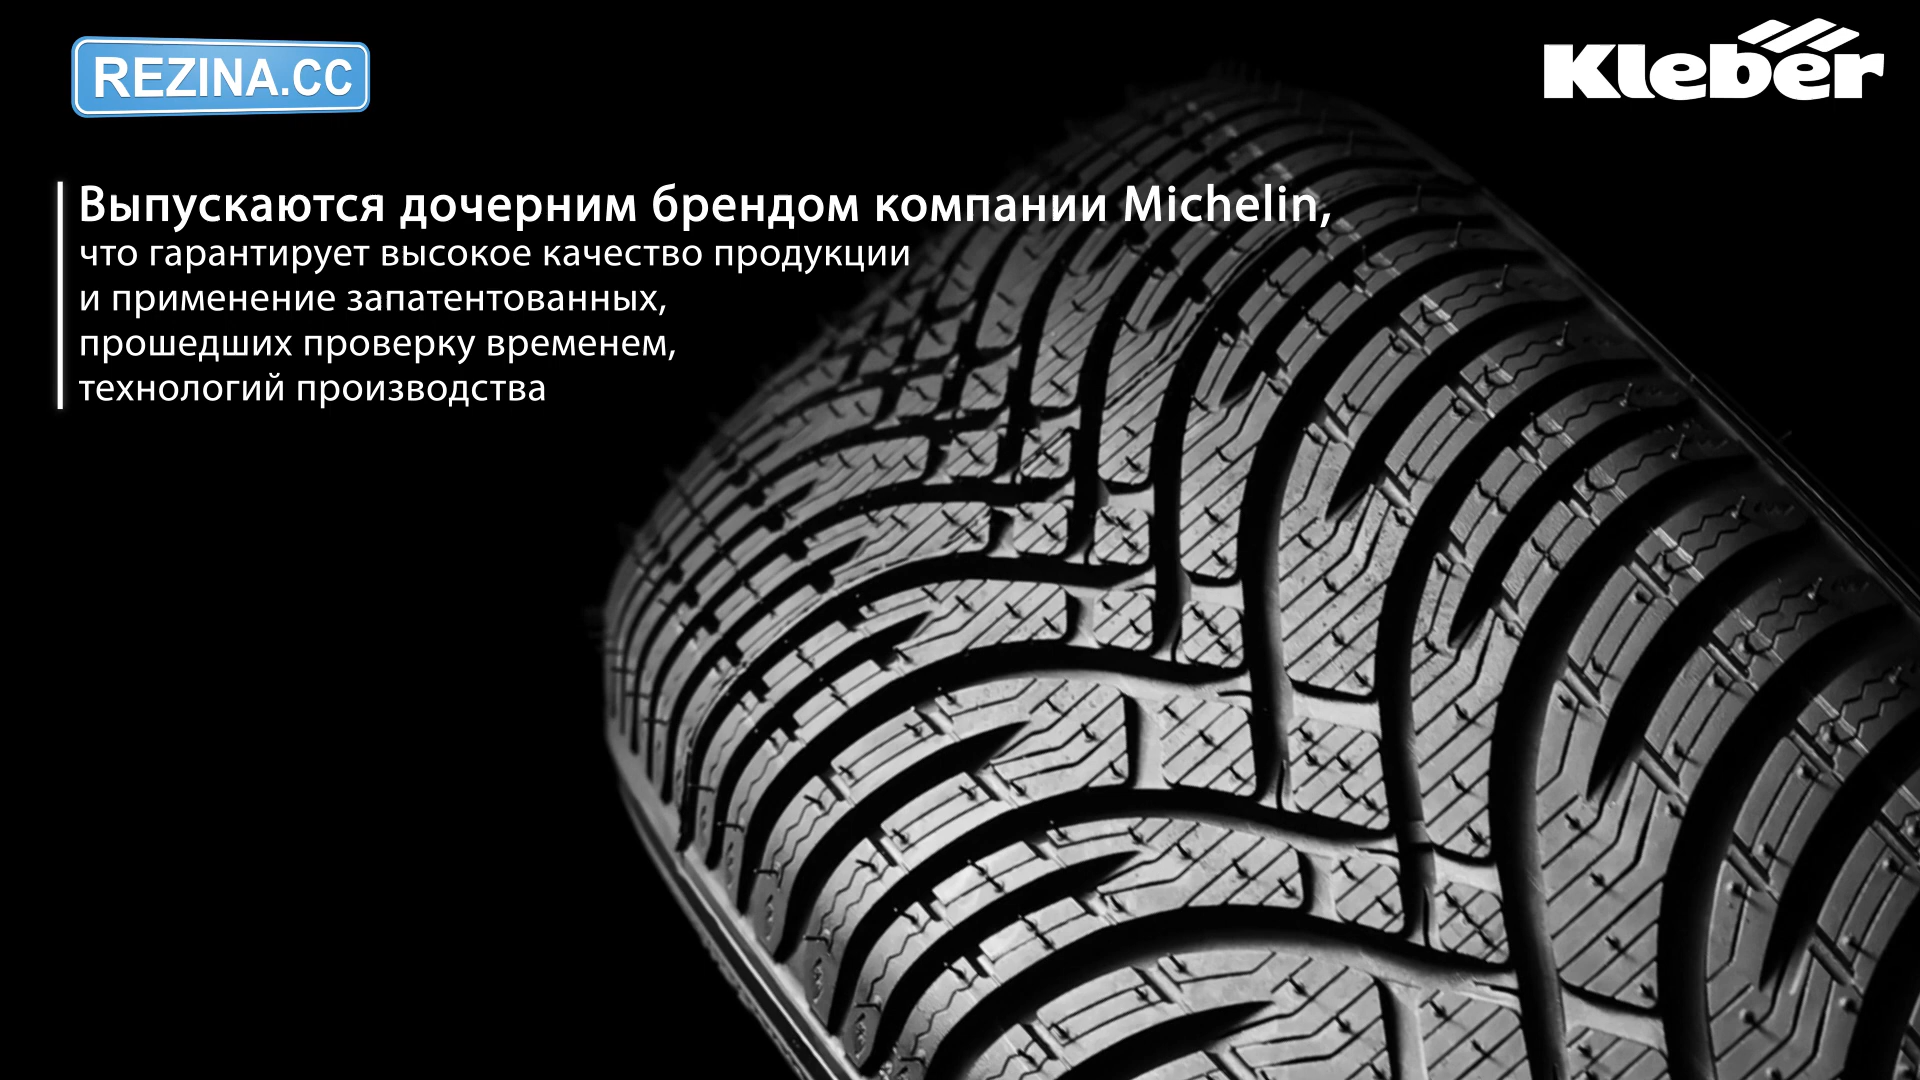 REZINA.CC
Kleber
Выпускаются дочерним брендом компании Michelin,
что гарантирует высокое качество продукции
и применение запатентованных,
прошедших проверку временем,
технологий производства